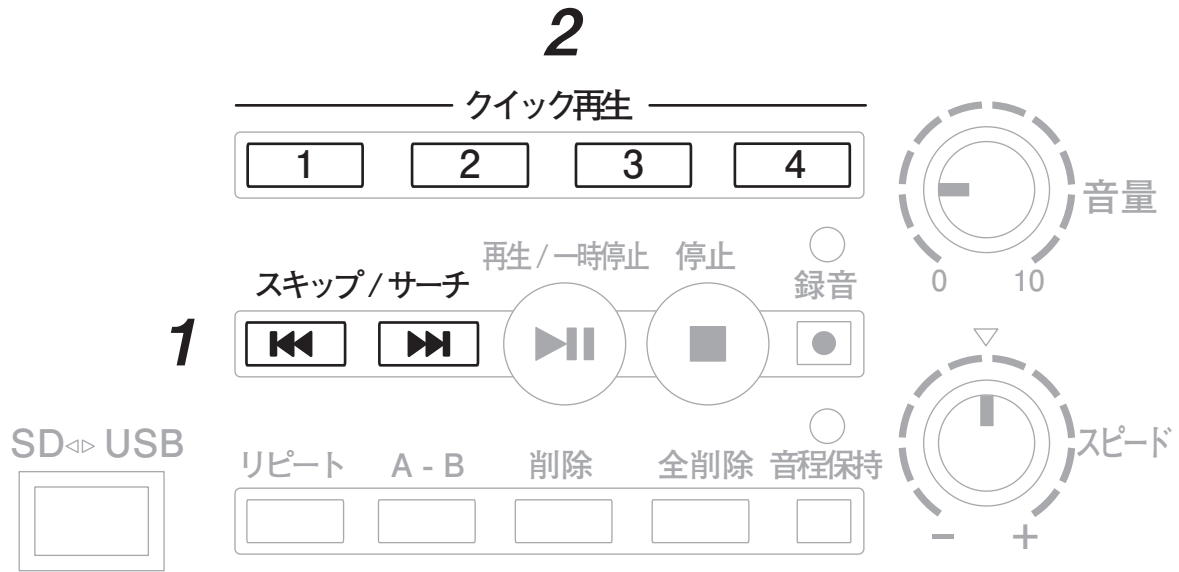 2
クイック再生
1 2 3 4
音量
0 10
再生/一時停止 停止
録音
スキップ/サーチ
1
SD◁▷USB
リピート A - B 削除 全削除 音程保持
スピード
− +